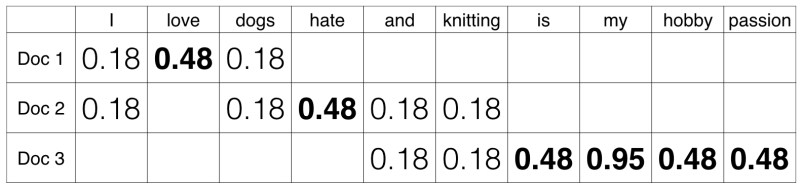 I love dogs hate and knitting is my hobby passion
Doc 1 0.18 0.48 0.18
Doc 2 0.18 0.18 0.48 0.18 0.18
Doc 3 0.18 0.18 0.48 0.95 0.48 0.48